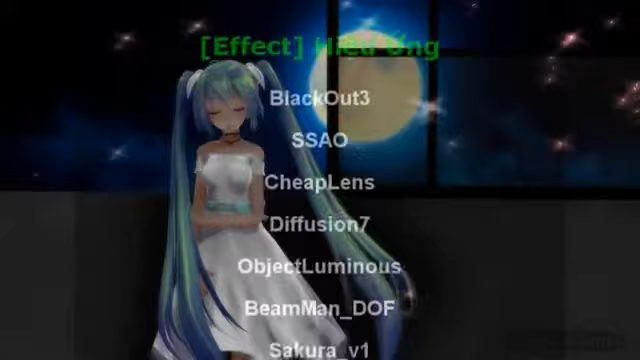 [Effect] Hiệu Ứng
BlackOut3
SSAO
CheapLens
Diffusion7
ObjectLuminous
BeamMan_DOF
Sakura_v1